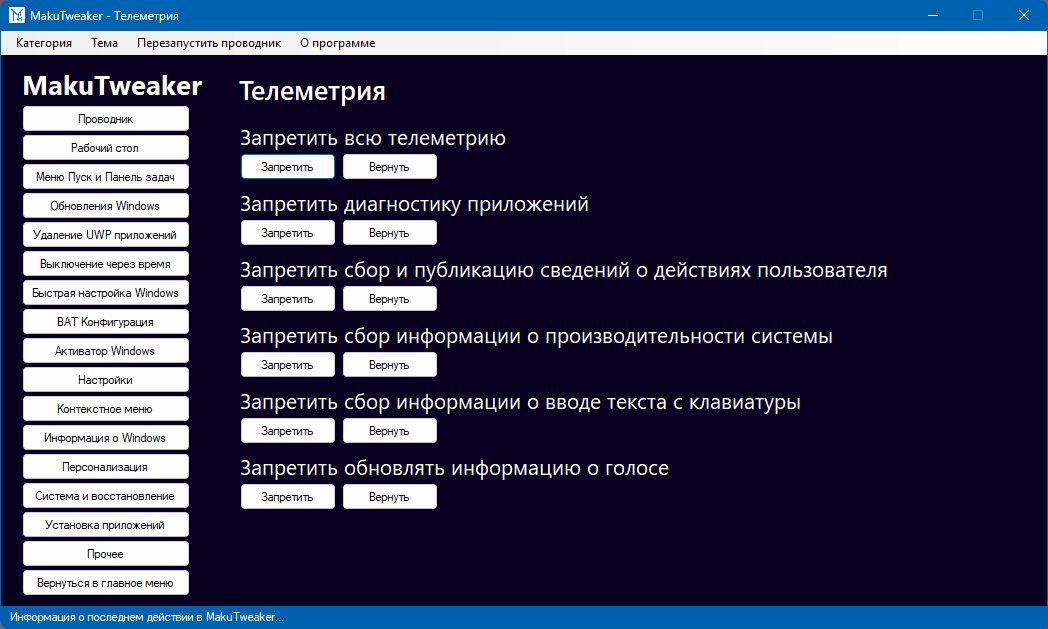 MakuTweaker - Телеметрия
Категория Тема Перезапустить проводник О программе
MakuTweaker
Проводник
Рабочий стол
Меню Пуск и Панель задач
Обновления Windows
Удаление UWP приложений
Выключение через время
Быстрая настройка Windows
BAT Конфигурация
Активатор Windows
Настройки
Контекстное меню
Информация о Windows
Персонализация
Система и восстановление
Установка приложений
Прочее
Вернуться в главное меню
Телеметрия
Запретить всю телеметрию
Запретить Вернуть
Запретить диагностику приложений
Запретить Вернуть
Запретить сбор и публикацию сведений о действиях пользователя
Запретить Вернуть
Запретить сбор информации о производительности системы
Запретить Вернуть
Запретить сбор информации о вводе текста с клавиатуры
Запретить Вернуть
Запретить обновлять информацию о голосе
Запретить Вернуть
Информация о последнем действии в MakuTweaker...